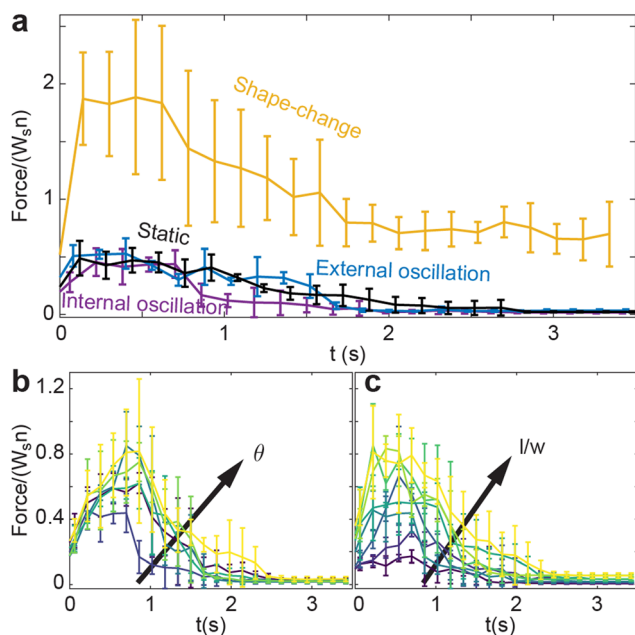 a
Force/(Wₛn)
2
1
0
Shape-change
Static
External oscillation
Internal oscillation
0 1 2 3
t (s)
b
c
Force/(Wₛn)
1.2
0.8
0.4
0
θ
l/w
0 1 2 3
0 1 2 3
t(s)
t(s)